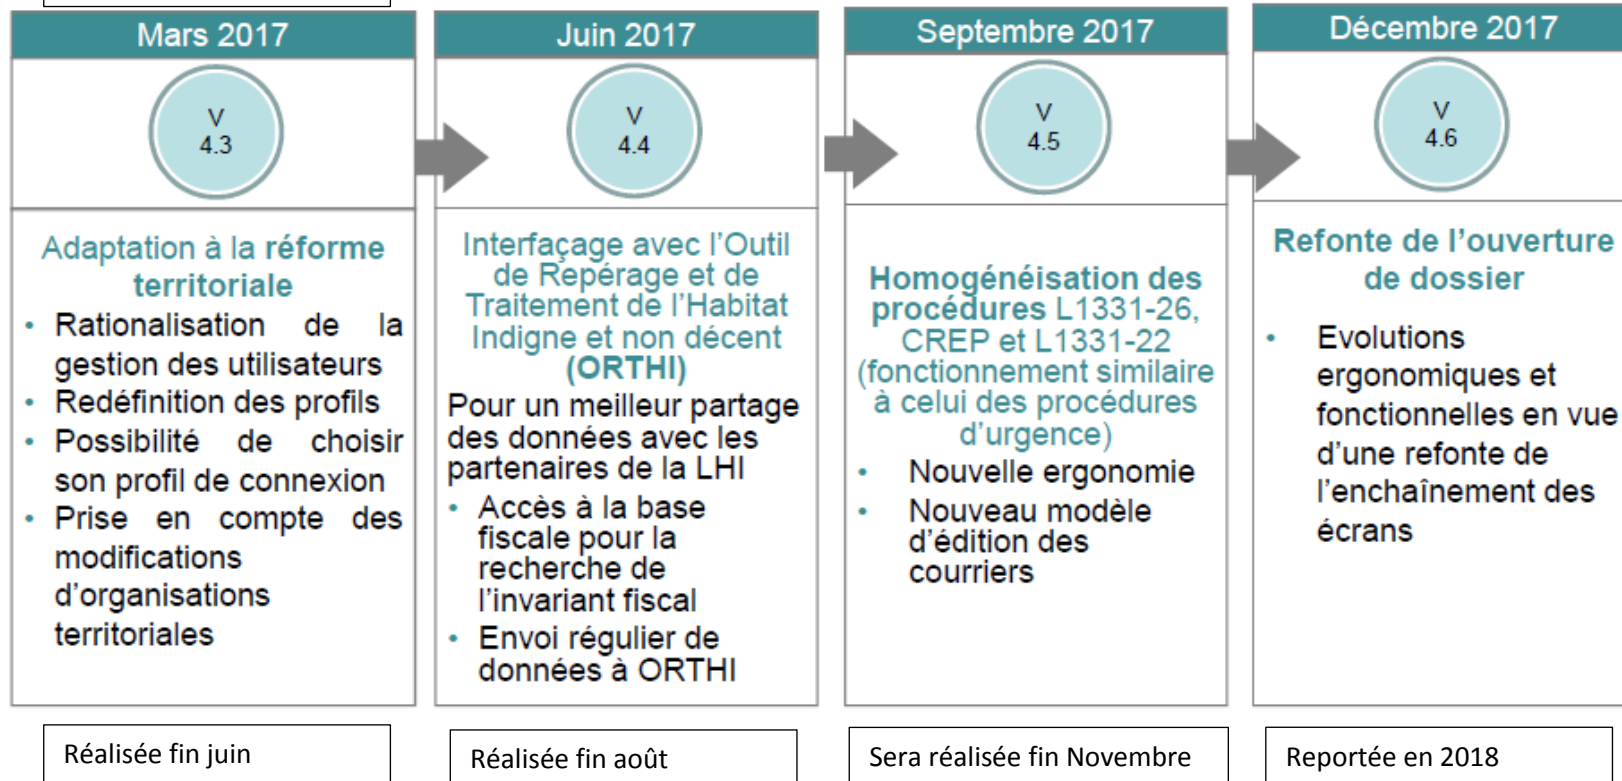 Mars 2017
V
4.3
Adaptation à la réforme
territoriale
• Rationalisation de la
gestion des utilisateurs
• Redéfinition des profils
• Possibilité de choisir
son profil de connexion
• Prise en compte des
modifications
d'organisations
territoriales
Réalisée fin juin
Juin 2017
V
4.4
Interfaçage avec l'Outil
de Repérage et de
Traitement de l'Habitat
Indigne et non décent
(ORTHI)
Pour un meilleur partage
des données avec les
partenaires de la LHI
• Accès à la base
fiscale pour la
recherche de
l'invariant fiscal
• Envoi régulier de
données à ORTHI
Réalisée fin août
Septembre 2017
V
4.5
Homogénéisation des
procédures L1331-26,
CREP et L1331-22
(fonctionnement similaire
à celui des procédures
d'urgence)
• Nouvelle ergonomie
• Nouveau modèle
d'édition des
courriers
Sera réalisée fin Novembre
Décembre 2017
V
4.6
Refonte de l'ouverture
de dossier
• Evolutions
ergonomiques et
fonctionnelles en vue
d'une refonte de
l'enchaînement des
écrans
Reportée en 2018